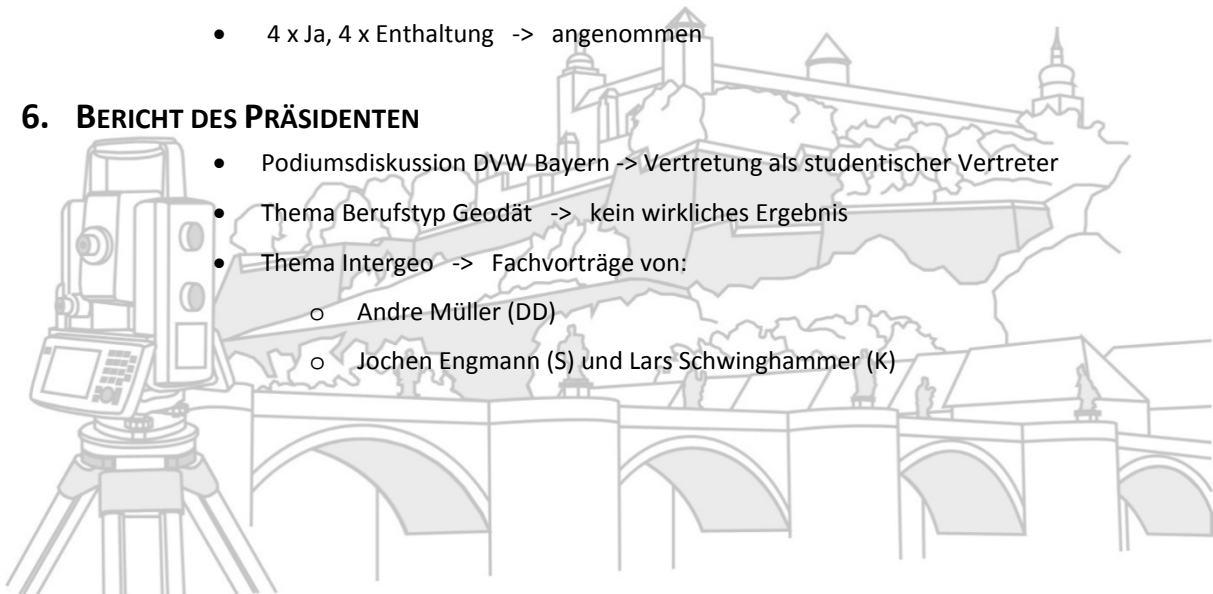 • 4 x Ja, 4 x Enthaltung -> angenommen
6. BERICHT DES PRÄSIDENTEN
• Podiumsdiskussion DVW Bayern -> Vertretung als studentischer Vertreter
• Thema Berufstyp Geodät -> kein wirkliches Ergebnis
• Thema Intergeo -> Fachvorträge von:
o Andre Müller (DD)
o Jochen Engmann (S) und Lars Schwinghammer (K)